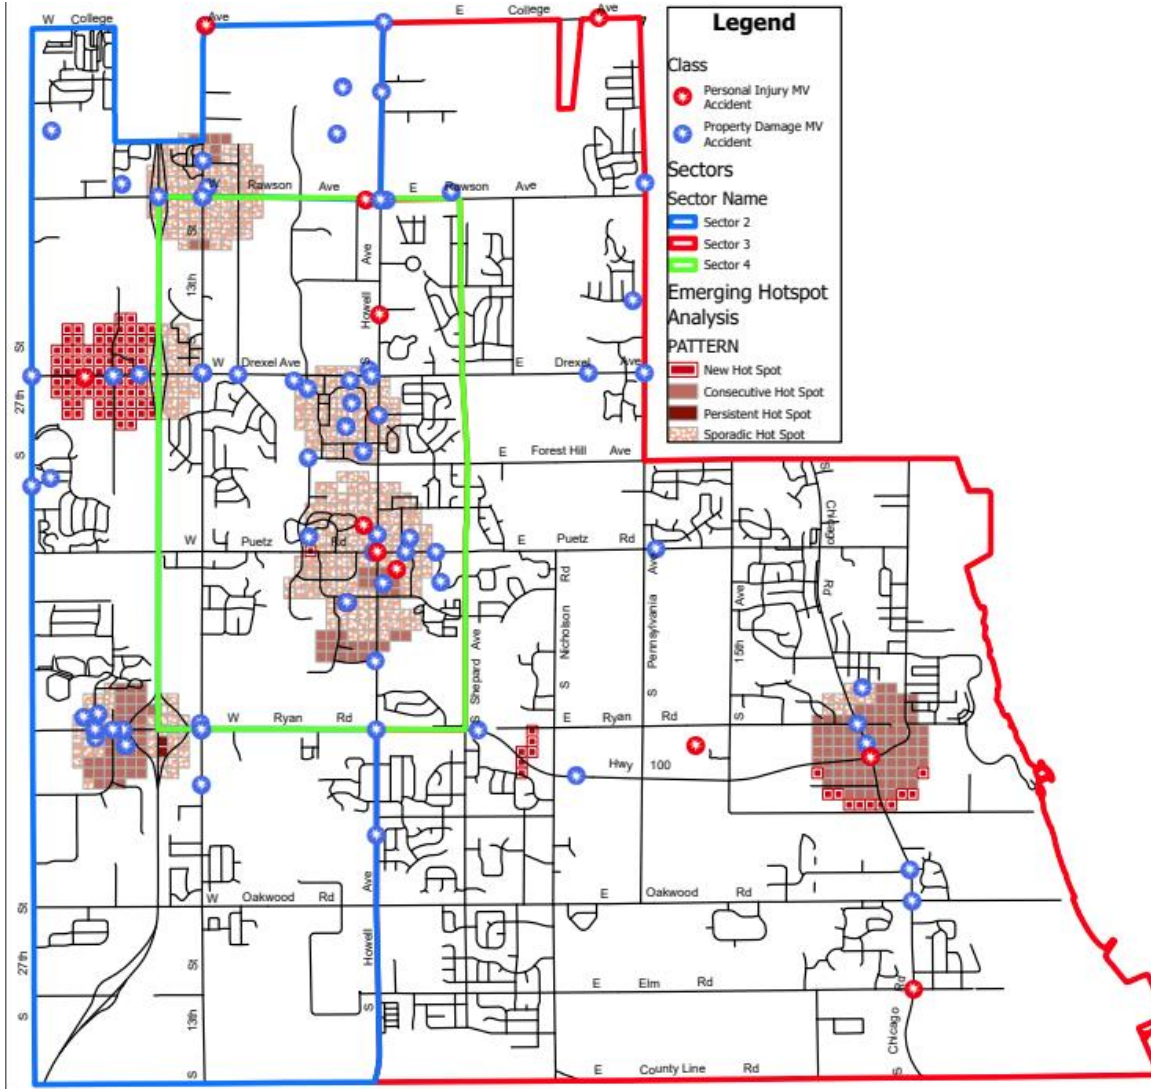 W College Ave
E College Ave
Legend
Class
Personal Injury MV
Accident
Property Damage MV
Accident
Sectors
Sector Name
Sector 2
Sector 3
Sector 4
Emerging Hotspot
Analysis
PATTERN
New Hot Spot
Consecutive Hot Spot
Persistent Hot Spot
Sporadic Hot Spot
W Rawson Ave
E Rawson Ave
13th St
S Howell Ave
S 27th St
W Drexel Ave
E Drexel Ave
E Forest Hill Ave
S Chicago Rd
W Puetz Rd
E Puetz Rd
S Nicholson Rd
S Pennsylvania Ave
S 15th Ave
S Shepard Ave
W Ryan Rd
E Ryan Rd
Hwy 100
W Oakwood Rd
E Oakwood Rd
S 27th St
S 13th St
S Howell Ave
E Elm Rd
S Chicago Rd
E County Line Rd